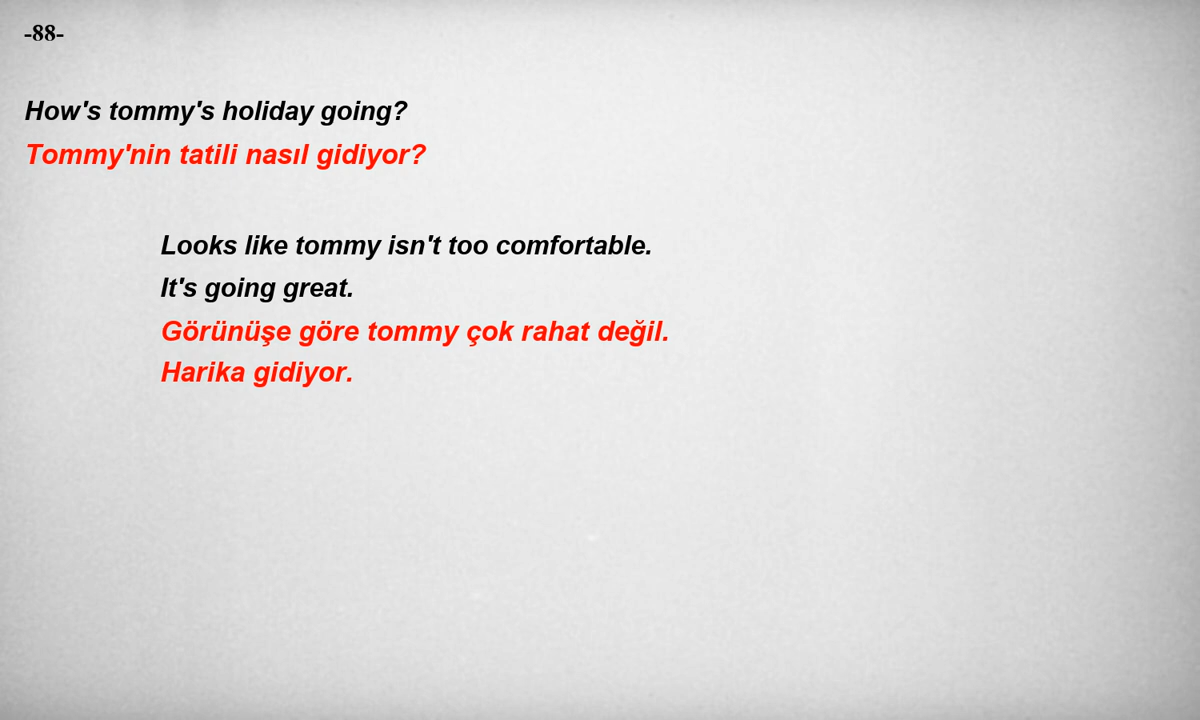 -88-
How's tommy's holiday going?
Tommy'nin tatili nasıl gidiyor?
Looks like tommy isn't too comfortable.
It's going great.
Görünüşe göre tommy çok rahat değil.
Harika gidiyor.